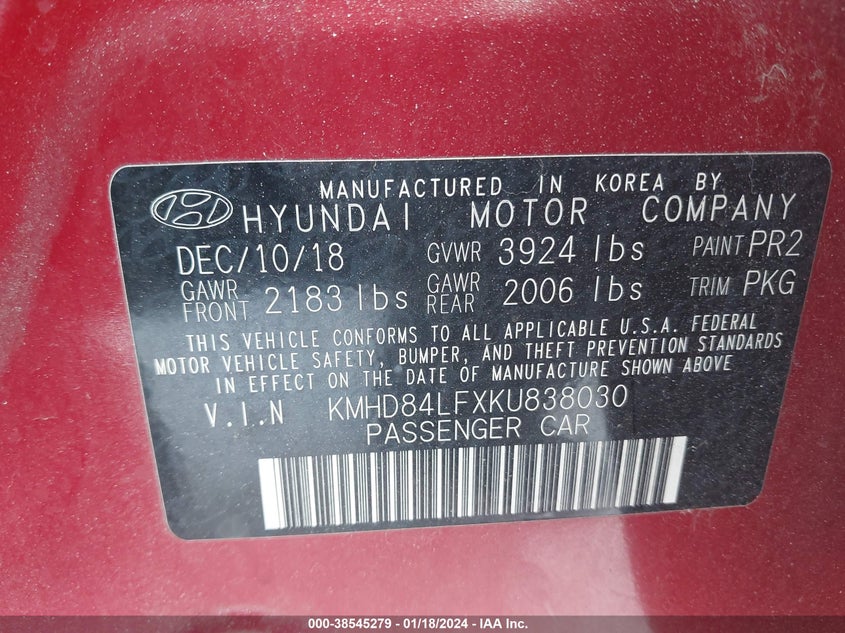 MANUFACTURED IN KOREA BY
HYUNDAI MOTOR COMPANY
DEC/10/18 GVWR 3924 lbs PAINT PR2
GAWR FRONT 2183 lbs GAWR REAR 2006 lbs TRIM PKG
THIS VEHICLE CONFORMS TO ALL APPLICABLE U.S.A. FEDERAL
MOTOR VEHICLE SAFETY, BUMPER, AND THEFT PREVENTION STANDARDS
IN EFFECT ON THE DATE OF MANUFACTURE SHOWN ABOVE
V.I.N KMHD84LFXKU838030
PASSENGER CAR
000-38545279 - 01/18/2024 - IAA Inc.